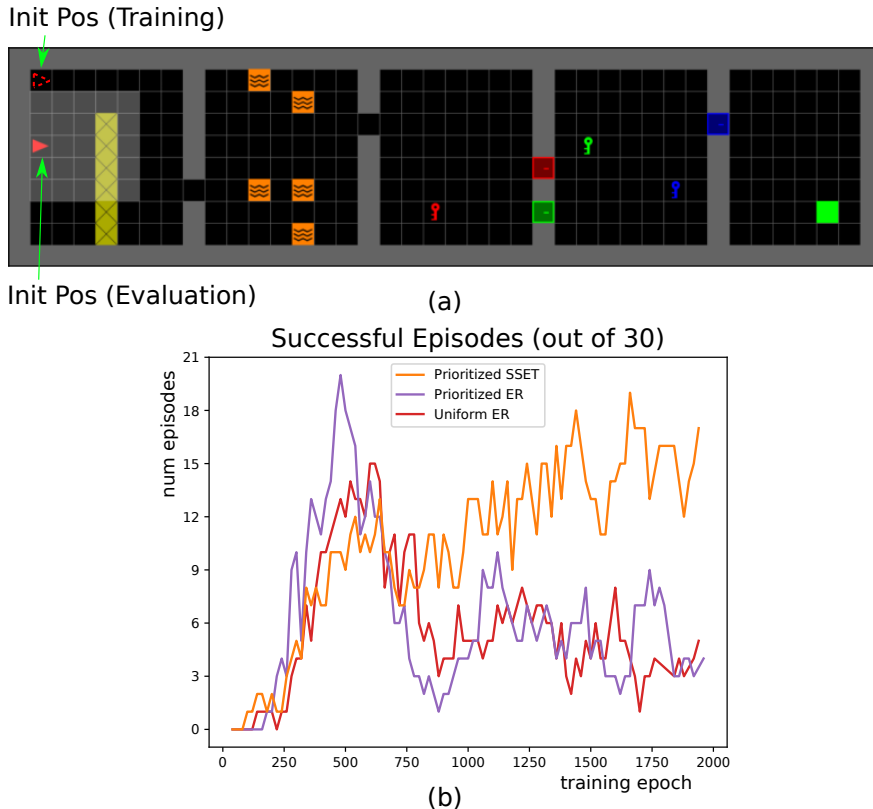 Init Pos (Training)
Init Pos (Evaluation)
(a)
Successful Episodes (out of 30)
num episodes
21
18
15
12
9
6
3
0
Prioritized SSET
Prioritized ER
Uniform ER
0 250 500 750 1000 1250 1500 1750 2000
training epoch
(b)